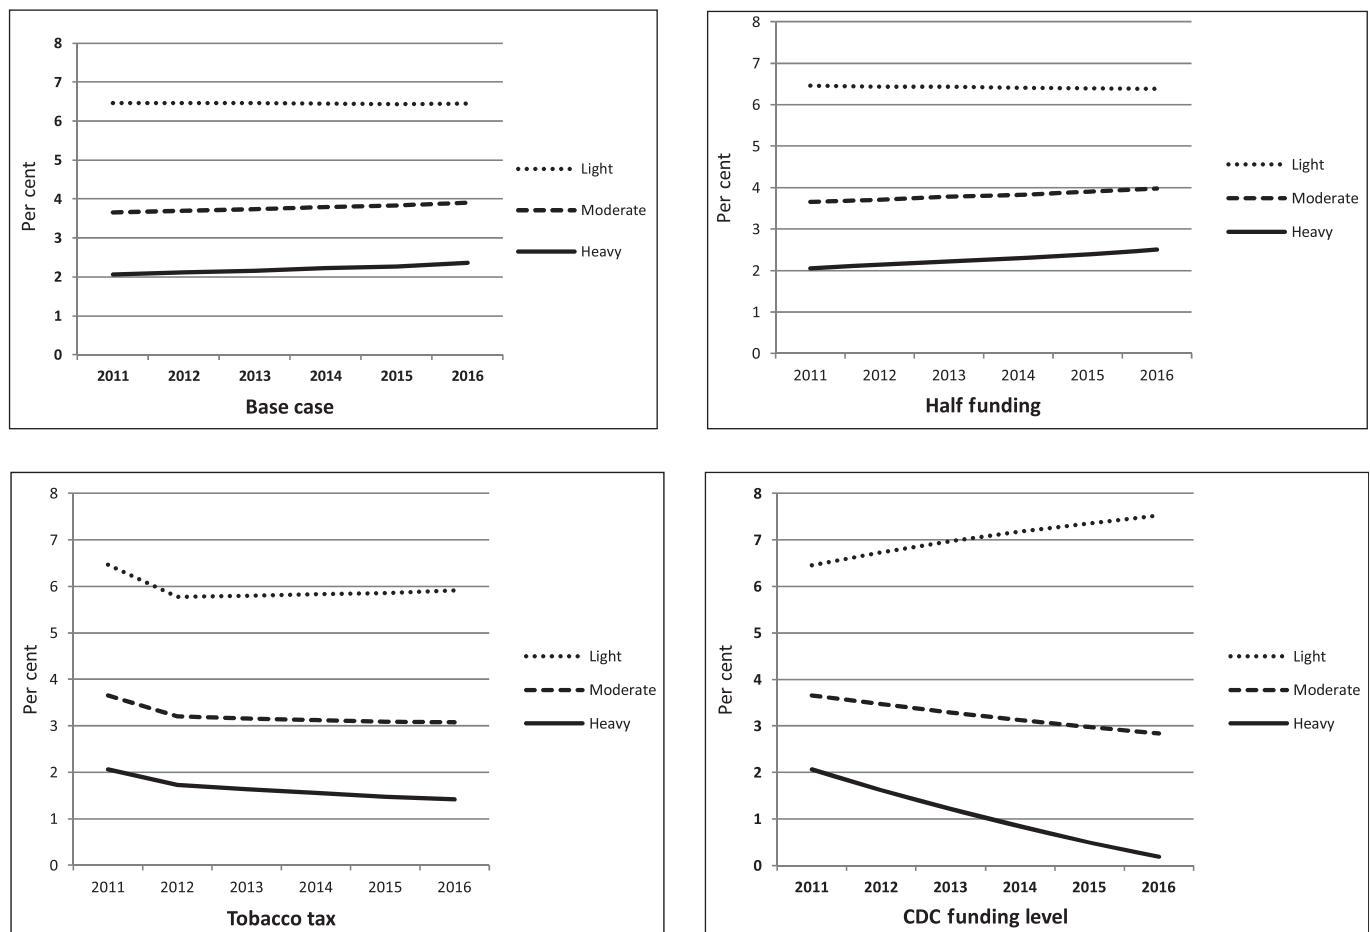 8
7
6
5
4
3
2
1
0
Per cent
2011 2012 2013 2014 2015 2016
Base case
Light
Moderate
Heavy
8
7
6
5
4
3
2
1
0
Per cent
2011 2012 2013 2014 2015 2016
Half funding
Light
Moderate
Heavy
8
7
6
5
4
3
2
1
0
Per cent
2011 2012 2013 2014 2015 2016
Tobacco tax
Light
Moderate
Heavy
8
7
6
5
4
3
2
1
0
Per cent
2011 2012 2013 2014 2015 2016
CDC funding level
Light
Moderate
Heavy